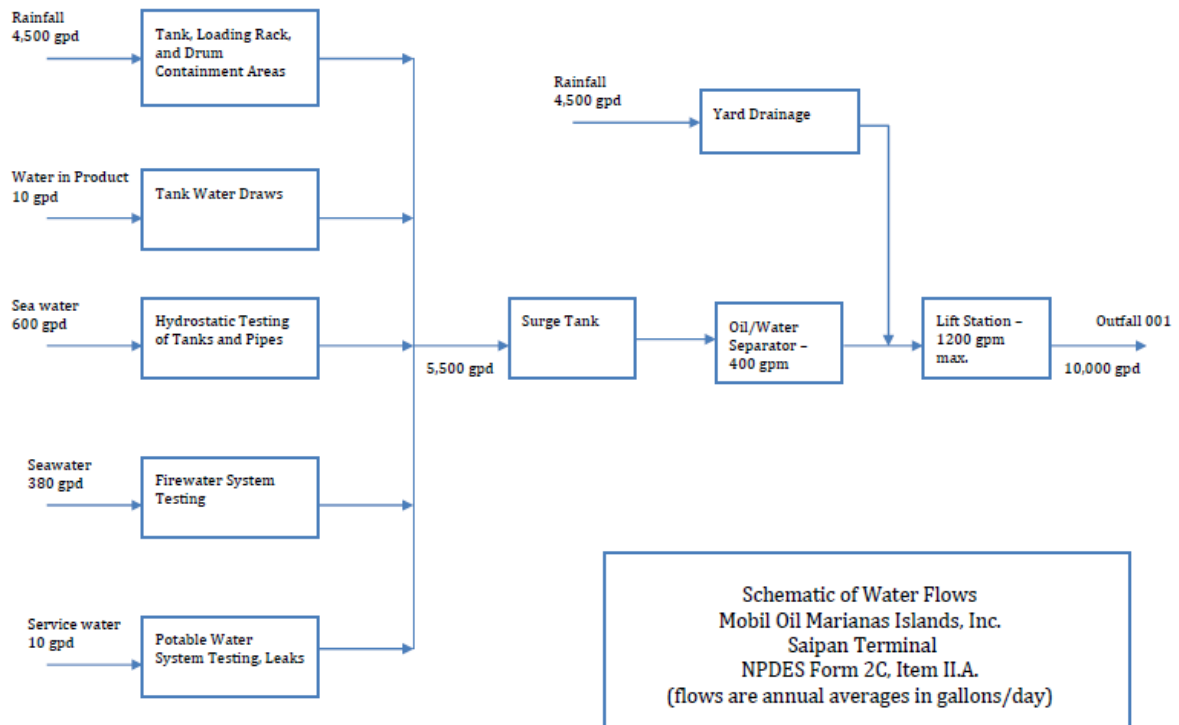 Rainfall
4,500 gpd
Tank, Loading Rack,
and Drum
Containment Areas
Rainfall
4,500 gpd
Yard Drainage
Water in Product
10 gpd
Tank Water Draws
Sea water
600 gpd
Hydrostatic Testing
of Tanks and Pipes
5,500 gpd
Surge Tank
Oil/Water
Separator –
400 gpm
Lift Station –
1200 gpm
max.
Outfall 001
10,000 gpd
Seawater
380 gpd
Firewater System
Testing
Service water
10 gpd
Potable Water
System Testing, Leaks
Schematic of Water Flows
Mobil Oil Marianas Islands, Inc.
Saipan Terminal
NPDES Form 2C, Item II.A.
(flows are annual averages in gallons/day)